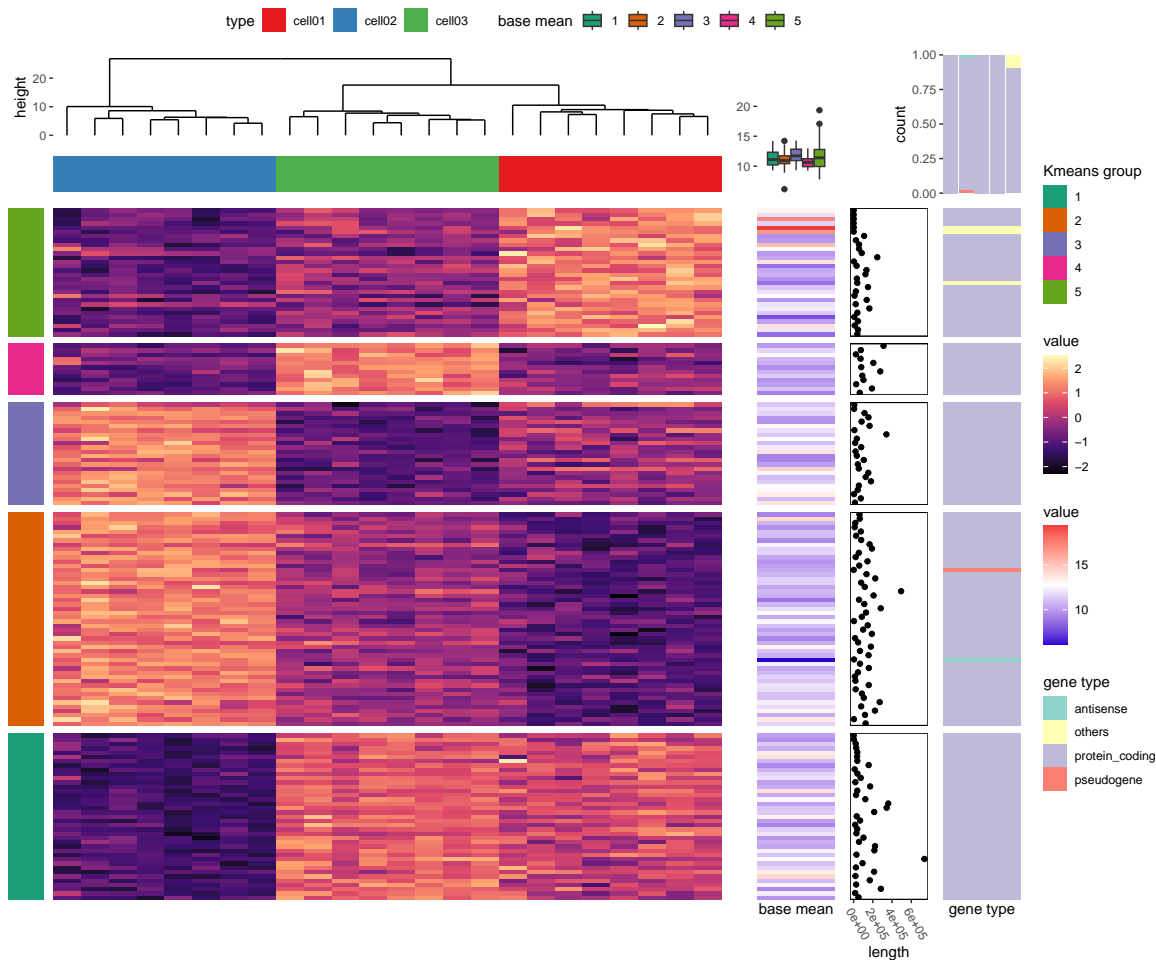 type cell01 cell02 cell03 base mean 1 2 3 4 5
height
20
10
0
20
15
10
count
1.00
0.75
0.50
0.25
0.00
Kmeans group
1
2
3
4
5
value
2
1
0
−1
−2
value
15
10
gene type
antisense
others
protein_coding
pseudogene
base mean
0e+00
2e+05
4e+05
6e+05
length
gene type